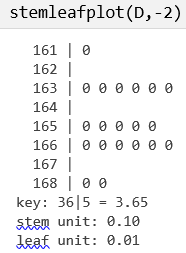 stemleafplot(D,-2)
161 | 0
162 |
163 | 0 0 0 0 0 0
164 |
165 | 0 0 0 0 0
166 | 0 0 0 0 0 0
167 |
168 | 0 0
key: 36|5 = 3.65
stem unit: 0.10
leaf unit: 0.01